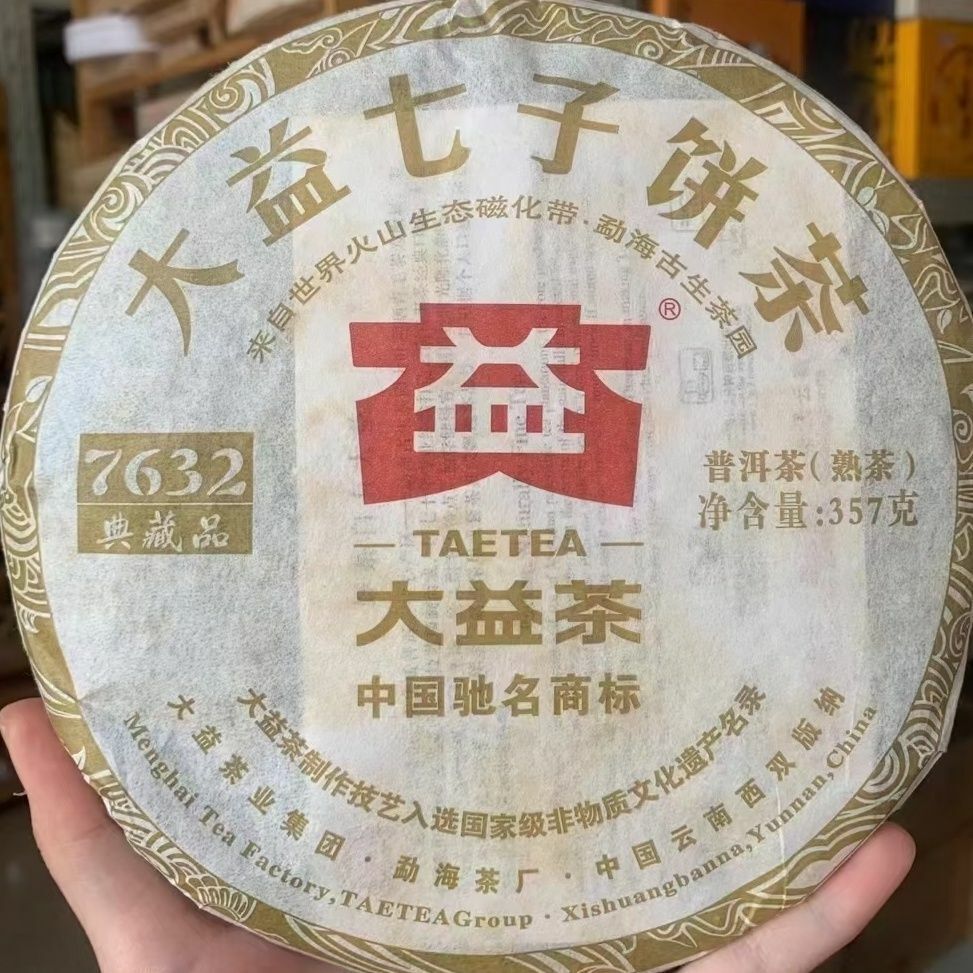 大益七子饼茶
来自世界火山生态磁化带·勐海古生茶园
益
®
7632
典藏品
普洱茶(熟茶)
净含量:357克
TAETEA
大益茶
中国驰名商标
大益茶制作技艺入选国家级非物质文化遗产名录
大益茶业集团·勐海茶厂·中国云南西双版纳
Menghai Tea Factory,TAETEAGroup·Xishuangbanna,Yunnan,China